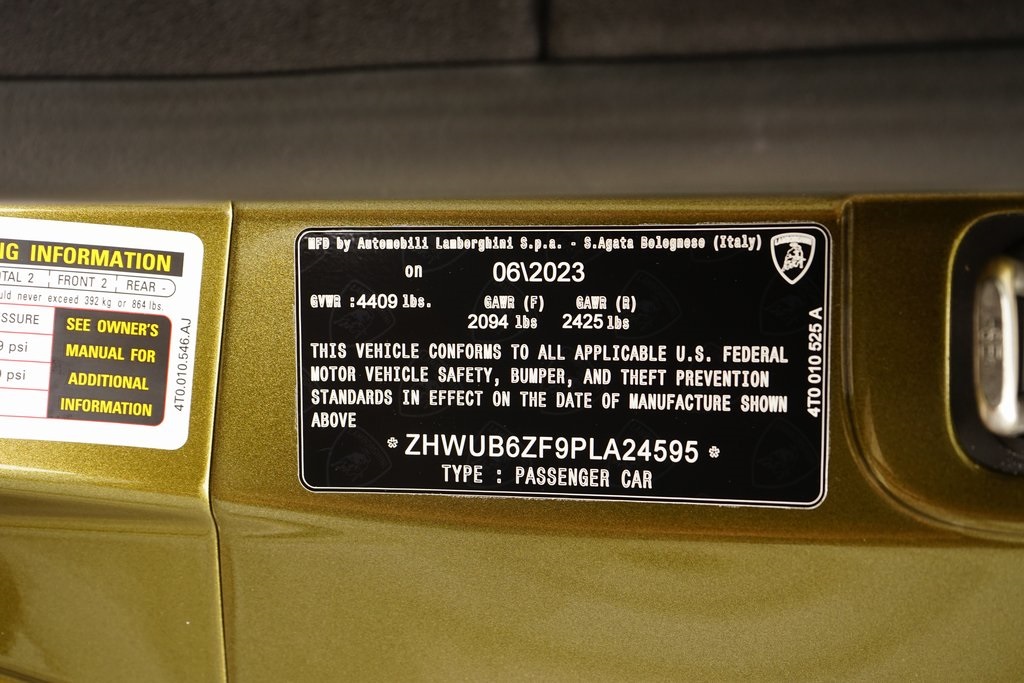 NG INFORMATION
OTAL 2 FRONT 2 REAR -
uld never exceed 392 kg or 864 lbs.
SSURE
9 psi
9 psi
SEE OWNER'S
MANUAL FOR
ADDITIONAL
INFORMATION
4T0.010.546.AJ
MFD by Automobili Lamborghini S.p.a. - S.Agata Bolognese (Italy)
on 06\2023
GVWR :4409 lbs. GAWR (F) GAWR (R)
2094 lbs 2425 lbs
THIS VEHICLE CONFORMS TO ALL APPLICABLE U.S. FEDERAL
MOTOR VEHICLE SAFETY, BUMPER, AND THEFT PREVENTION
STANDARDS IN EFFECT ON THE DATE OF MANUFACTURE SHOWN
ABOVE
* ZHWUB6ZF9PLA24595 *
TYPE : PASSENGER CAR
LAMBORGHINI
4T0 010 525 A